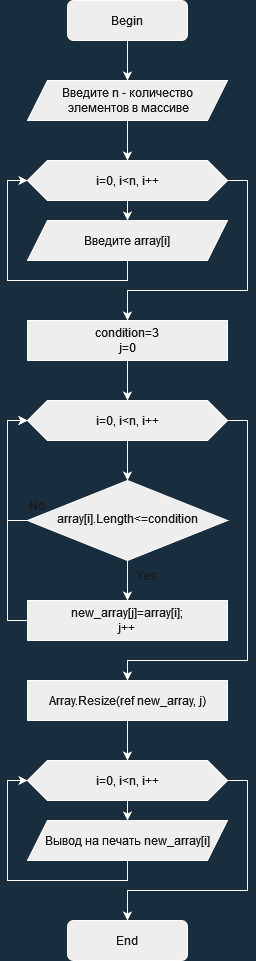 Begin
Введите n - количество
элементов в массиве
i=0, i<n, i++
Введите array[i]
condition=3
j=0
i=0, i<n, i++
array[i].Length<=condition
No
Yes
new_array[j]=array[i];
j++
Array.Resize(ref new_array, j)
i=0, i<n, i++
Вывод на печать new_array[i]
End